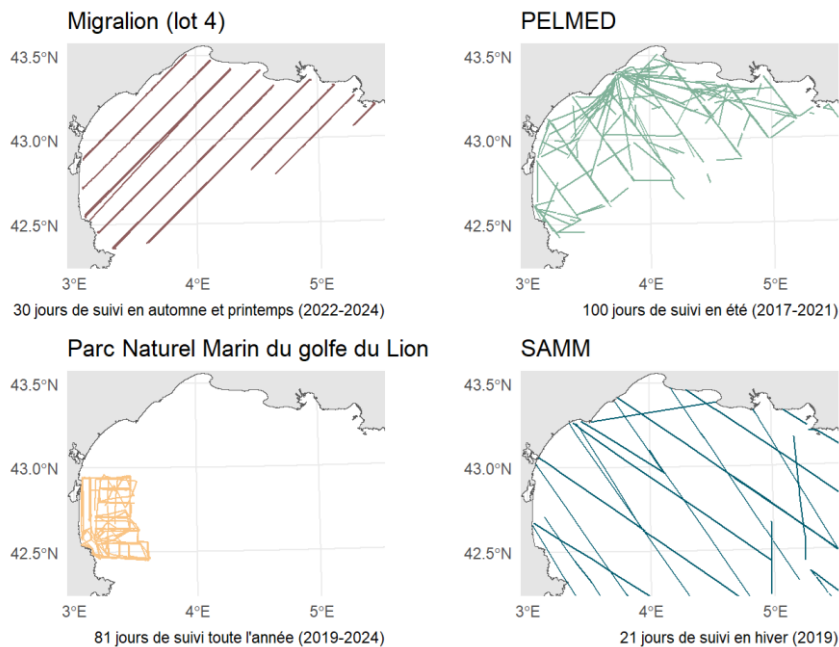 Migralion (lot 4)
43.5°N
43.0°N
42.5°N
3°E
4°E
5°E
30 jours de suivi en automne et printemps (2022-2024)
PELMED
43.5°N
43.0°N
42.5°N
3°E
4°E
5°E
100 jours de suivi en été (2017-2021)
Parc Naturel Marin du golfe du Lion
43.5°N
43.0°N
42.5°N
3°E
4°E
5°E
81 jours de suivi toute l'année (2019-2024)
SAMM
43.5°N
43.0°N
42.5°N
3°E
4°E
5°E
21 jours de suivi en hiver (2019)